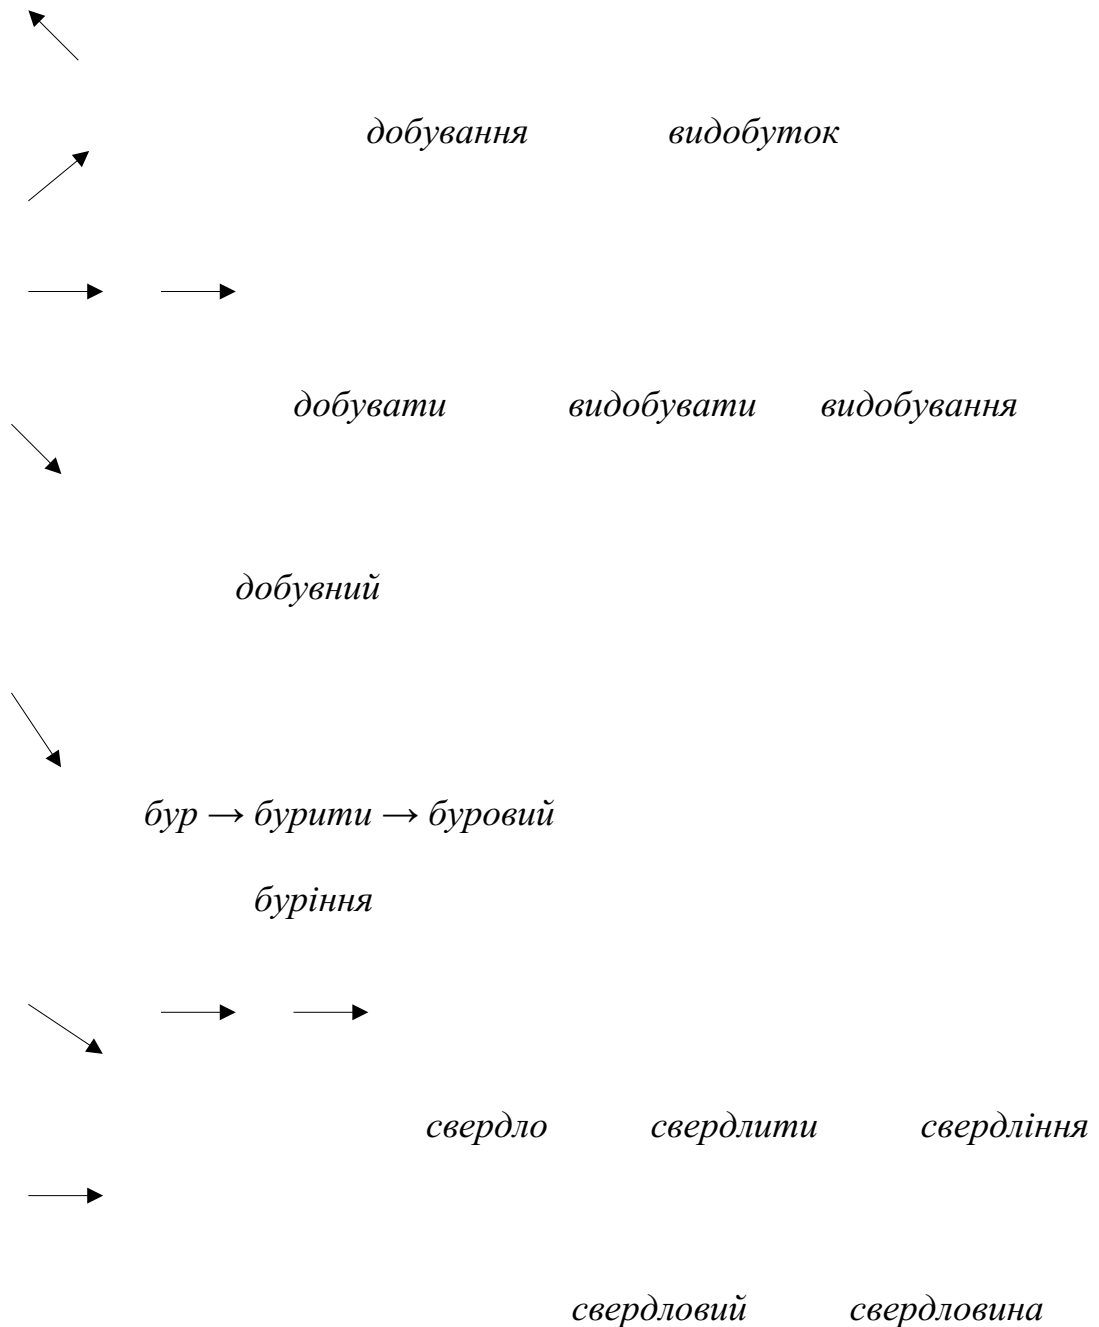 добування видобуток
добувати видобувати видобування
добувний
бур → бурити → буровий
буріння
свердло свердлити свердління
свердловий свердловина